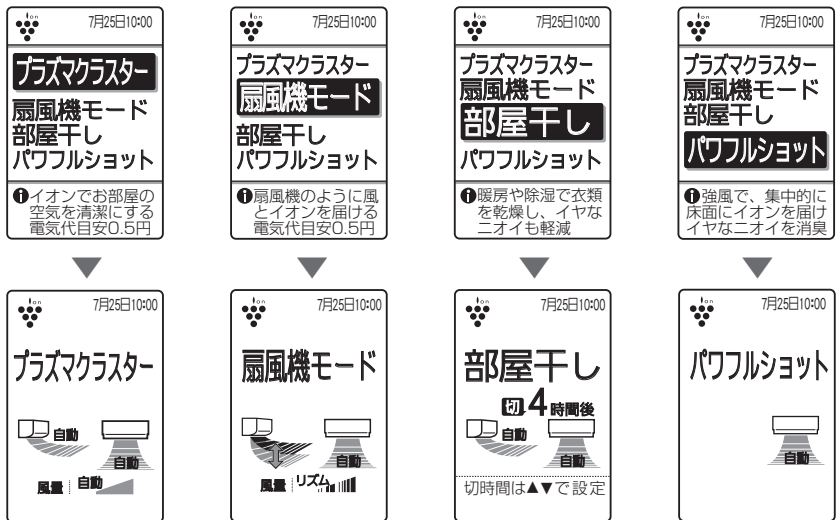 ion
7月25日10:00
プラズマクラスター
扇風機モード
部屋干し
パワフルショット
iイオンでお部屋の
空気を清潔にする
電気代目安0.5円
ion
7月25日10:00
プラズマクラスター
扇風機モード
部屋干し
パワフルショット
i扇風機のように風
とイオンを届ける
電気代目安0.5円
ion
7月25日10:00
プラズマクラスター
扇風機モード
部屋干し
パワフルショット
i暖房や除湿で衣類
を乾燥し、イヤな
ニオイも軽減
ion
7月25日10:00
プラズマクラスター
扇風機モード
部屋干し
パワフルショット
i強風で、集中的に
床面にイオンを届け
イヤなニオイを消臭
ion
7月25日10:00
プラズマクラスター
自動
自動
風量 自動
ion
7月25日10:00
扇風機モード
自動
風量 リズム
ion
7月25日10:00
部屋干し
切4時間後
自動
自動
切時間は▲▼で設定
ion
7月25日10:00
パワフルショット
自動